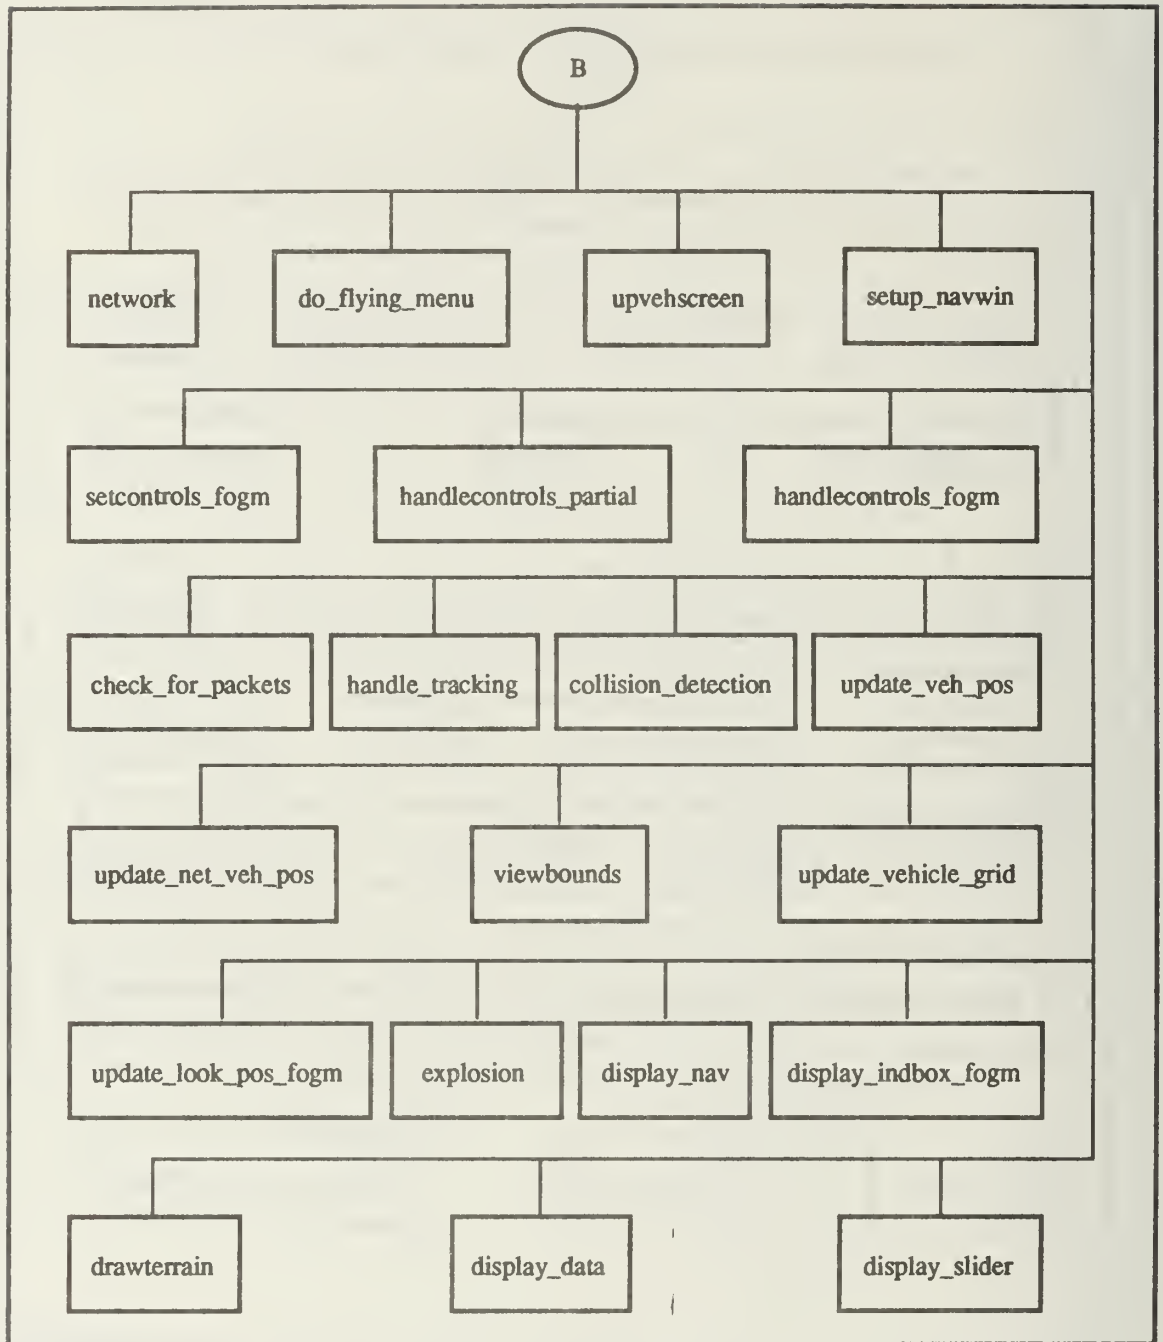 B
network do_flying_menu upvehscreen setup_navwin
setcontrols_fogm handlecontrols_partial handlecontrols_fogm
check_for_packets handle_tracking collision_detection update_veh_pos
update_net_veh_pos viewbounds update_vehicle_grid
update_look_pos_fogm explosion display_nav display_indbox_fogm
drawterrain display_data display_slider